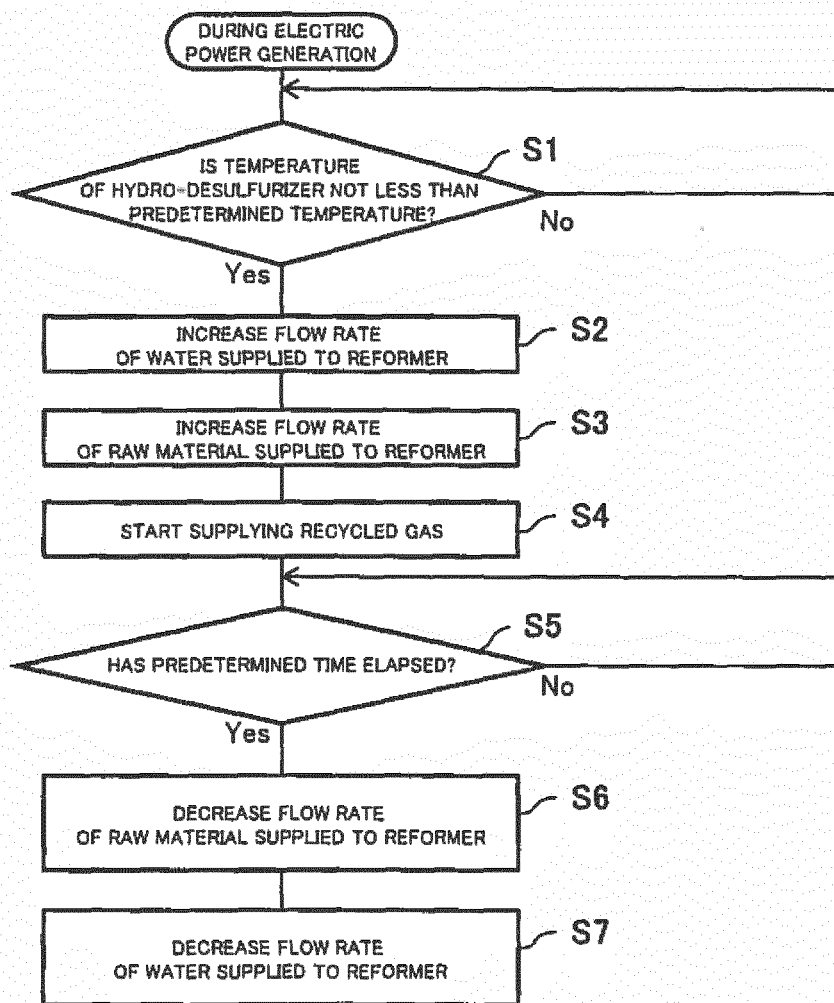 DURING ELECTRIC
POWER GENERATION
IS TEMPERATURE
OF HYDRO-DESULFURIZER NOT LESS THAN
PREDETERMINED TEMPERATURE?
S1
No
Yes
INCREASE FLOW RATE
OF WATER SUPPLIED TO REFORMER
S2
INCREASE FLOW RATE
OF RAW MATERIAL SUPPLIED TO REFORMER
S3
START SUPPLYING RECYCLED GAS
S4
HAS PREDETERMINED TIME ELAPSED?
S5
No
Yes
DECREASE FLOW RATE
OF RAW MATERIAL SUPPLIED TO REFORMER
S6
DECREASE FLOW RATE
OF WATER SUPPLIED TO REFORMER
S7